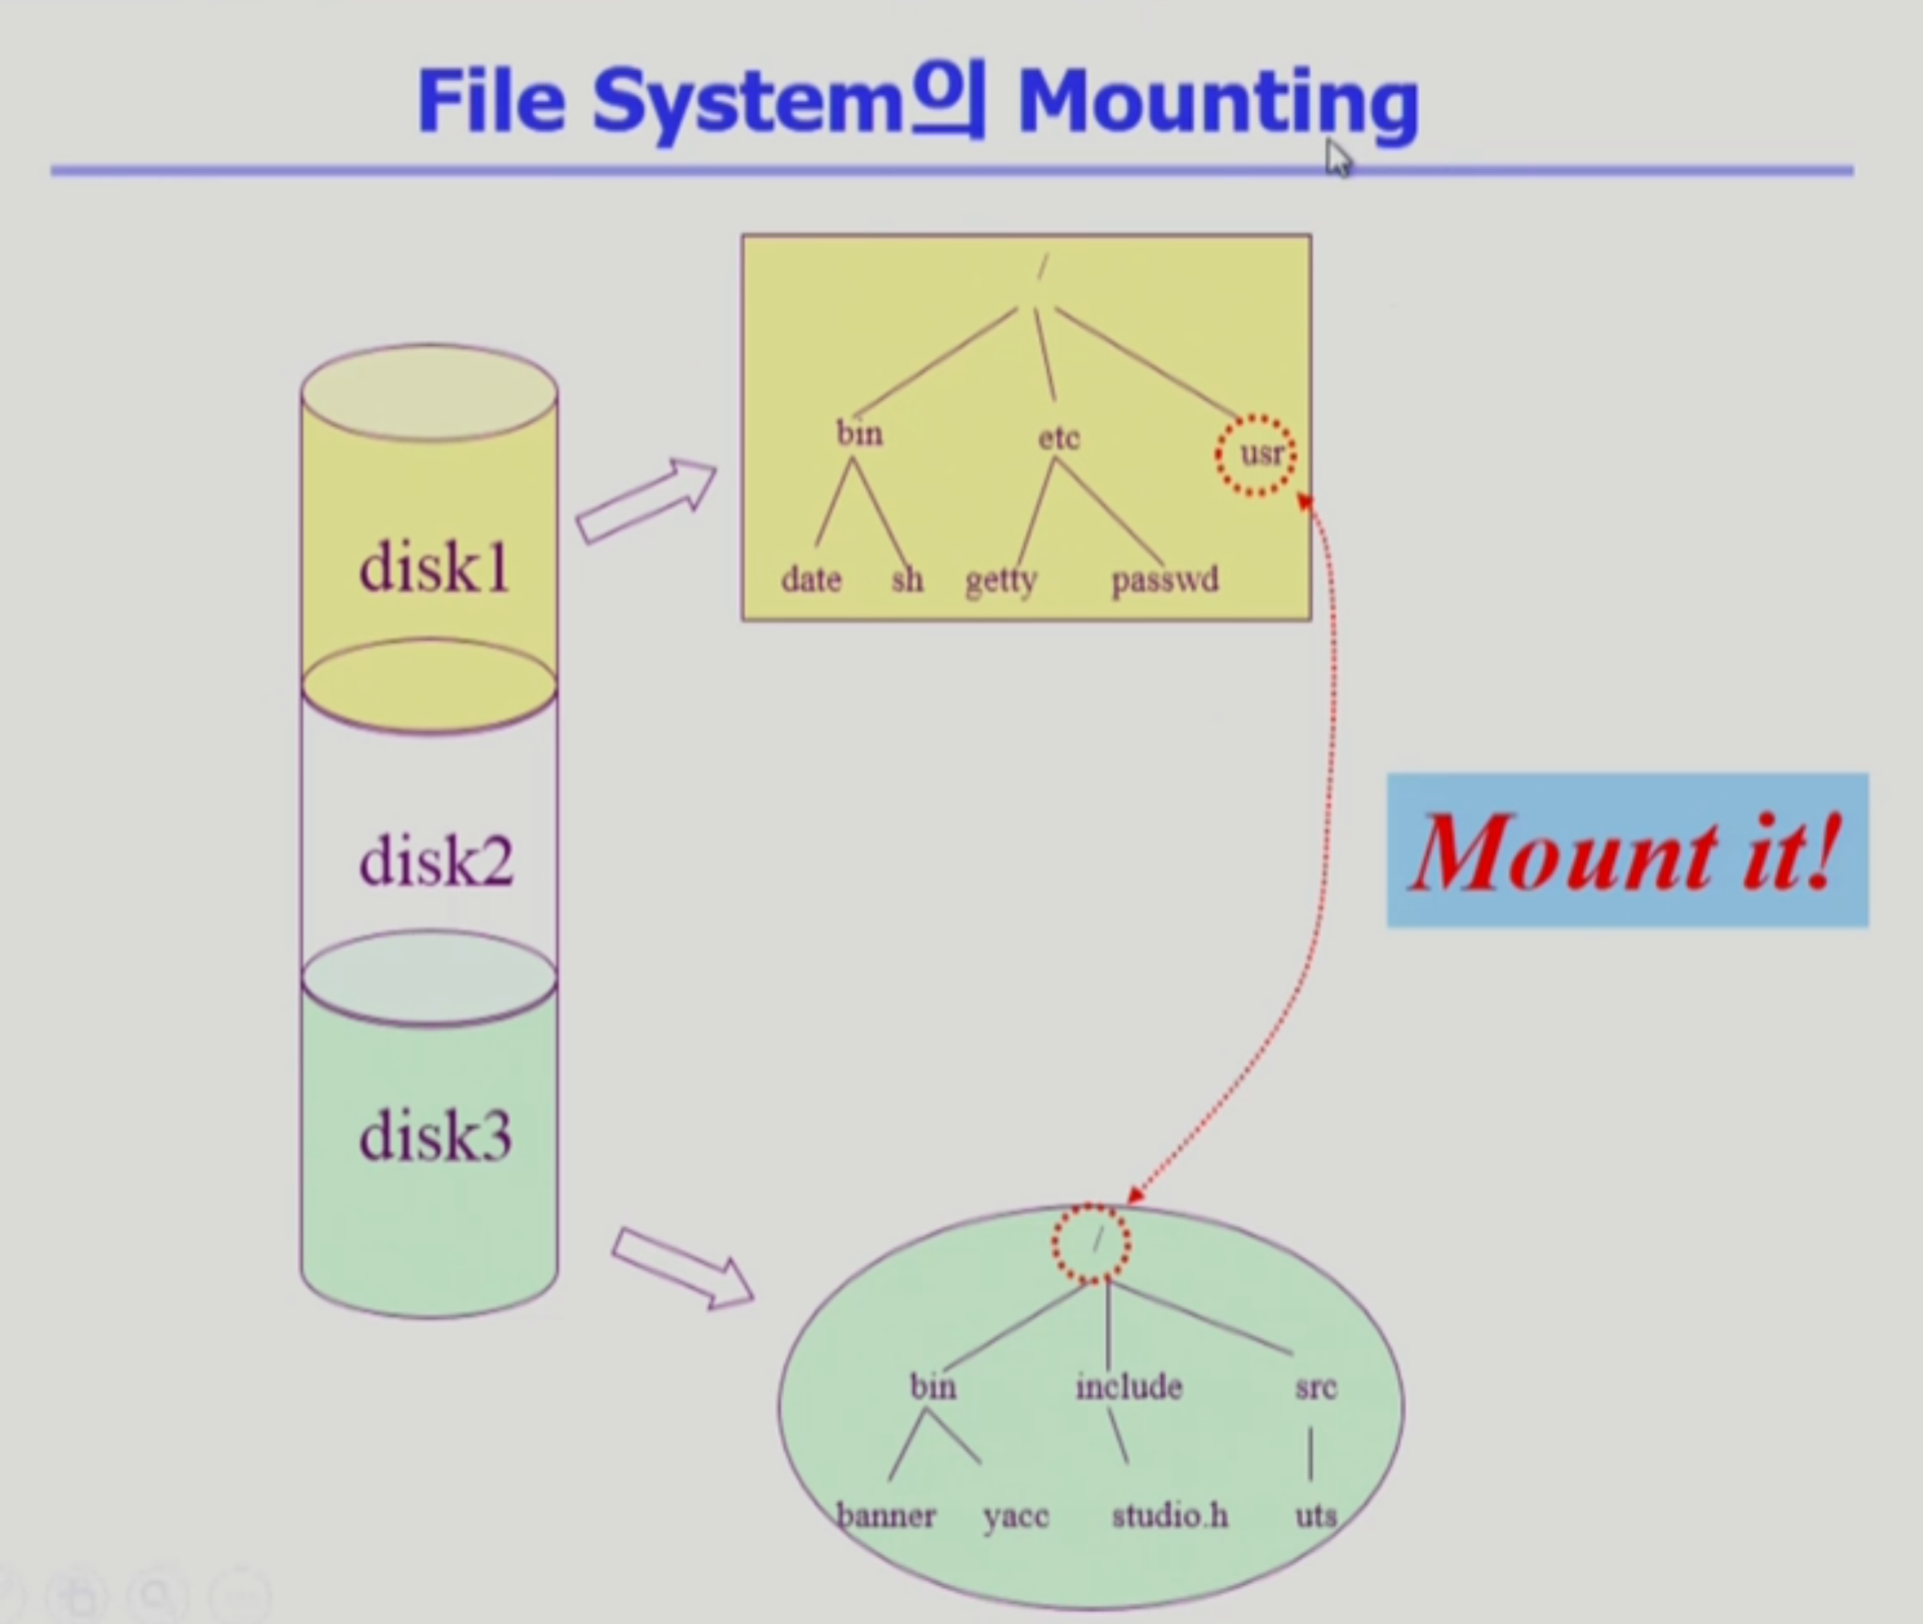 File System의 Mounting
/
bin etc usr
date sh getty passwd
disk1
disk2
disk3
Mount it!
/
bin include src
banner yacc studio.h uts